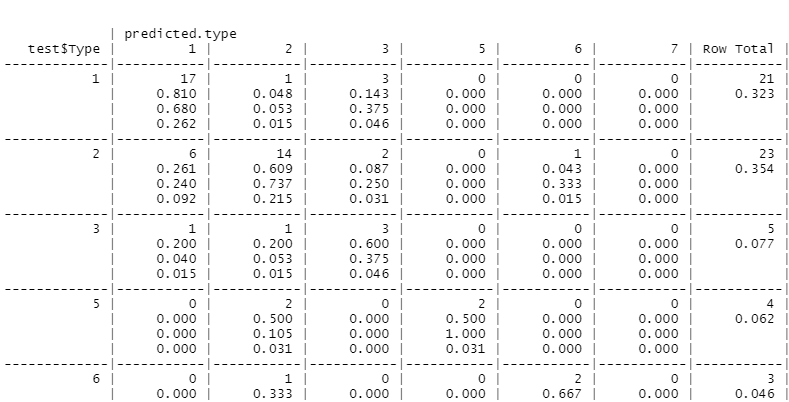 | predicted.type
test$Type | 1 | 2 | 3 | 5 | 6 | 7 | Row Total |
-----------|-----------|-----------|-----------|-----------|-----------|-----------|-----------|
1 | 17 | 1 | 3 | 0 | 0 | 0 | 21 |
| 0.810 | 0.048 | 0.143 | 0.000 | 0.000 | 0.000 | 0.323 |
| 0.680 | 0.053 | 0.375 | 0.000 | 0.000 | 0.000 | |
| 0.262 | 0.015 | 0.046 | 0.000 | 0.000 | 0.000 | |
-----------|-----------|-----------|-----------|-----------|-----------|-----------|-----------|
2 | 6 | 14 | 2 | 0 | 1 | 0 | 23 |
| 0.261 | 0.609 | 0.087 | 0.000 | 0.043 | 0.000 | 0.354 |
| 0.240 | 0.737 | 0.250 | 0.000 | 0.333 | 0.000 | |
| 0.092 | 0.215 | 0.031 | 0.000 | 0.015 | 0.000 | |
-----------|-----------|-----------|-----------|-----------|-----------|-----------|-----------|
3 | 1 | 1 | 3 | 0 | 0 | 0 | 5 |
| 0.200 | 0.200 | 0.600 | 0.000 | 0.000 | 0.000 | 0.077 |
| 0.040 | 0.053 | 0.375 | 0.000 | 0.000 | 0.000 | |
| 0.015 | 0.015 | 0.046 | 0.000 | 0.000 | 0.000 | |
-----------|-----------|-----------|-----------|-----------|-----------|-----------|-----------|
5 | 0 | 2 | 0 | 2 | 0 | 0 | 4 |
| 0.000 | 0.500 | 0.000 | 0.500 | 0.000 | 0.000 | 0.062 |
| 0.000 | 0.105 | 0.000 | 1.000 | 0.000 | 0.000 | |
| 0.000 | 0.031 | 0.000 | 0.031 | 0.000 | 0.000 | |
-----------|-----------|-----------|-----------|-----------|-----------|-----------|-----------|
6 | 0 | 1 | 0 | 0 | 2 | 0 | 3 |
| 0.000 | 0.333 | 0.000 | 0.000 | 0.667 | 0.000 | 0.046 |